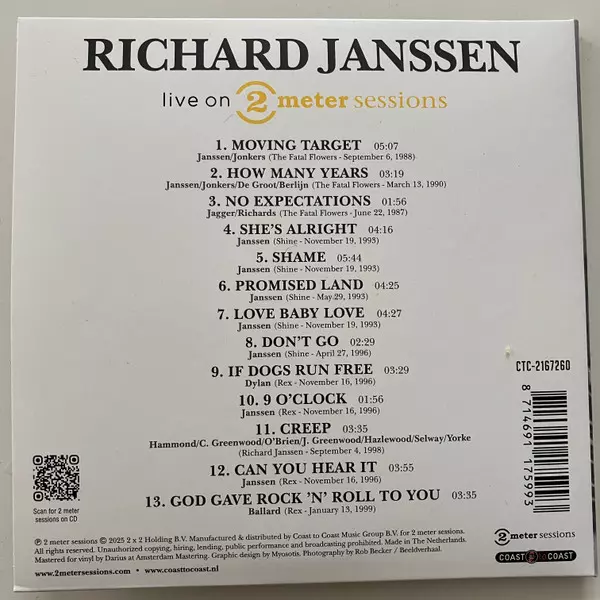 RICHARD JANSSEN
live on 2 meter sessions
1. MOVING TARGET 05:07
Janssen/Jonkers (The Fatal Flowers - September 6, 1988)
2. HOW MANY YEARS 03:19
Janssen/Jonkers/De Groot/Berlijn (The Fatal Flowers - March 13, 1990)
3. NO EXPECTATIONS 01:56
Jagger/Richards (The Fatal Flowers - June 22, 1987)
4. SHE'S ALRIGHT 04:16
Janssen (Shine - November 19, 1993)
5. SHAME 05:44
Janssen (Shine - November 19, 1993)
6. PROMISED LAND 04:25
Janssen (Shine - May 29, 1993)
7. LOVE BABY LOVE 04:27
Janssen (Shine - November 19, 1993)
8. DON'T GO 02:29
Janssen (Shine - April 27, 1996)
9. IF DOGS RUN FREE 03:29
Dylan (Rex - November 16, 1996)
10. 9 O'CLOCK 01:56
Janssen (Rex - November 16, 1996)
11. CREEP 03:35
Hammond/C. Greenwood/O'Brien/J. Greenwood/Hazlewood/Selway/Yorke
(Richard Janssen - September 4, 1998)
12. CAN YOU HEAR IT 03:55
Janssen (Rex - November 16, 1996)
13. GOD GAVE ROCK 'N' ROLL TO YOU 03:35
Ballard (Rex - January 13, 1999)
CTC-2167260
8 714691 175993
Scan for 2 meter
sessions on CD
℗ 2 meter sessions © 2025 2 x 2 Holding B.V. Manufactured & distributed by Coast to Coast Music Group B.V. for 2 meter sessions.
All rights reserved. Unauthorized copying, hiring, lending, public performance and broadcasting prohibited. Made in The Netherlands.
Mastered for vinyl by Darius at Amsterdam Mastering. Graphic design by Myosotis. Photography by Rob Becker / Beeldverhaal.
www.2metersessions.com • www.coasttocoast.nl
2 meter sessions
COAST to COAST